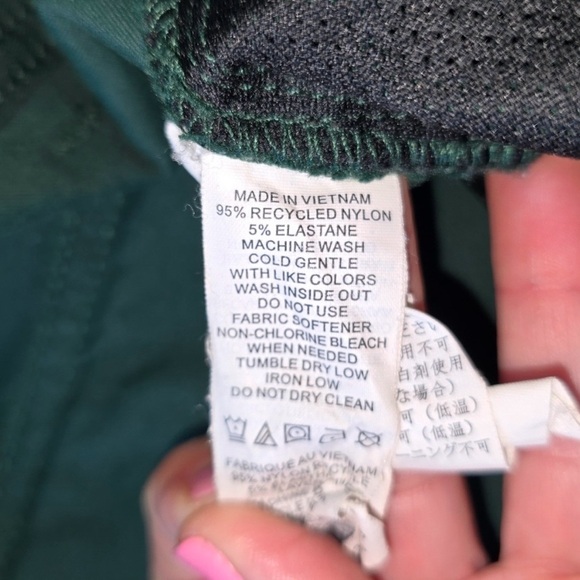 MADE IN VIETNAM
95% RECYCLED NYLON
5% ELASTANE
MACHINE WASH
COLD GENTLE
WITH LIKE COLORS
WASH INSIDE OUT
DO NOT USE
FABRIC SOFTENER
NON-CHLORINE BLEACH
WHEN NEEDED
TUMBLE DRY LOW
IRON LOW
DO NOT DRY CLEAN
FABRIQUE AU VIETNAM
ださい
用不可
白剤使用
な場合)
可 (低温
可 (低温)
ーニング不可